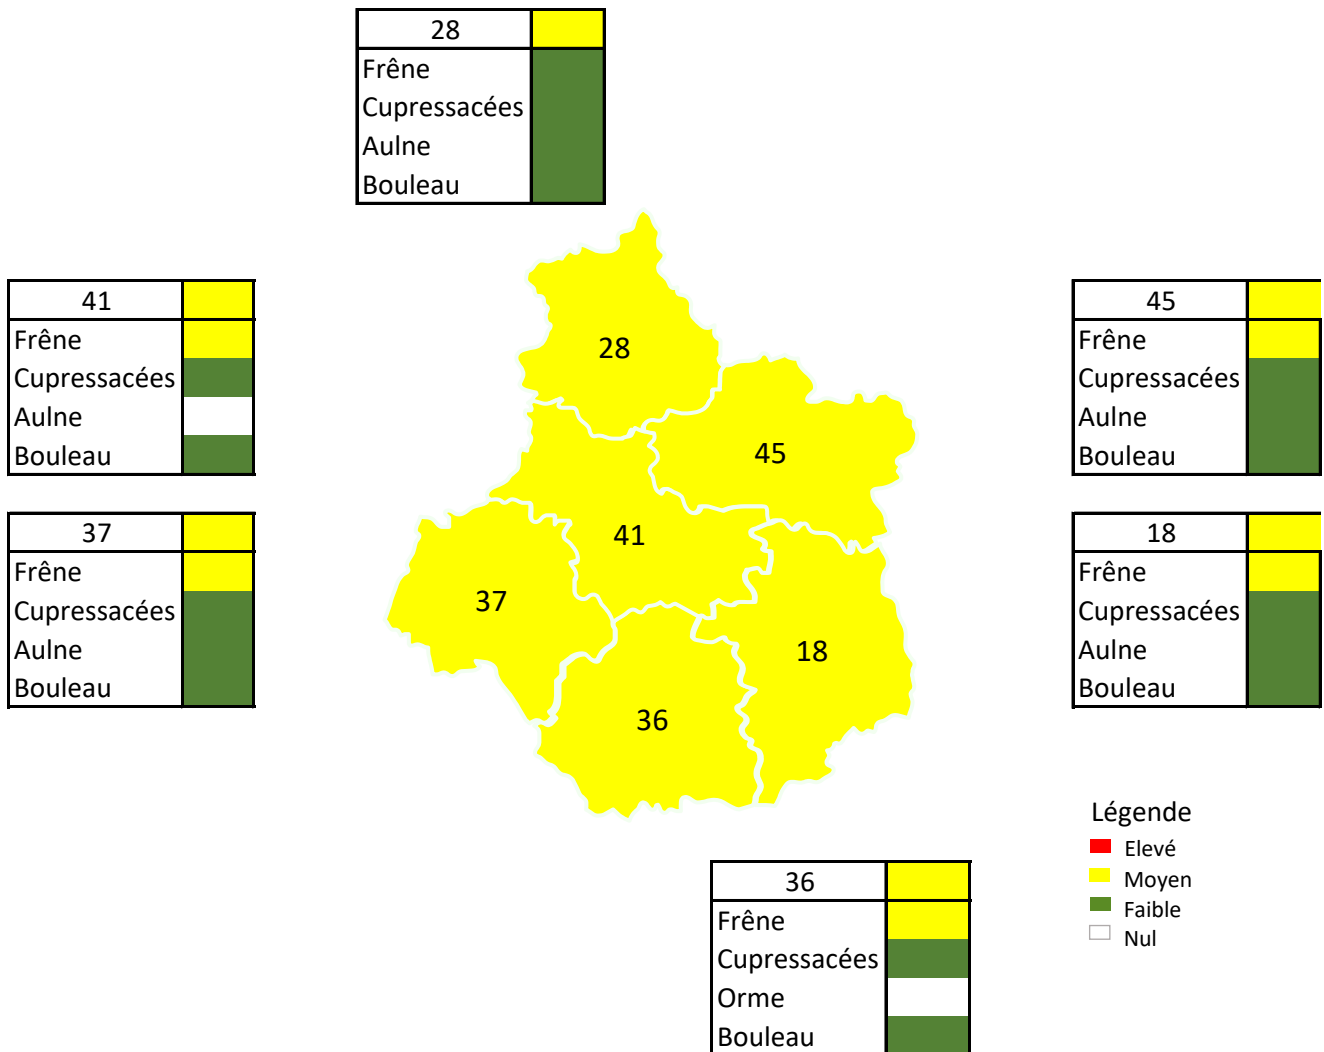 28
Frêne
Cupressacées
Aulne
Bouleau
41
Frêne
Cupressacées
Aulne
Bouleau
45
Frêne
Cupressacées
Aulne
Bouleau
37
Frêne
Cupressacées
Aulne
Bouleau
18
Frêne
Cupressacées
Aulne
Bouleau
28
45
41
37
18
36
Légende
Elevé
Moyen
Faible
Nul
36
Frêne
Cupressacées
Orme
Bouleau